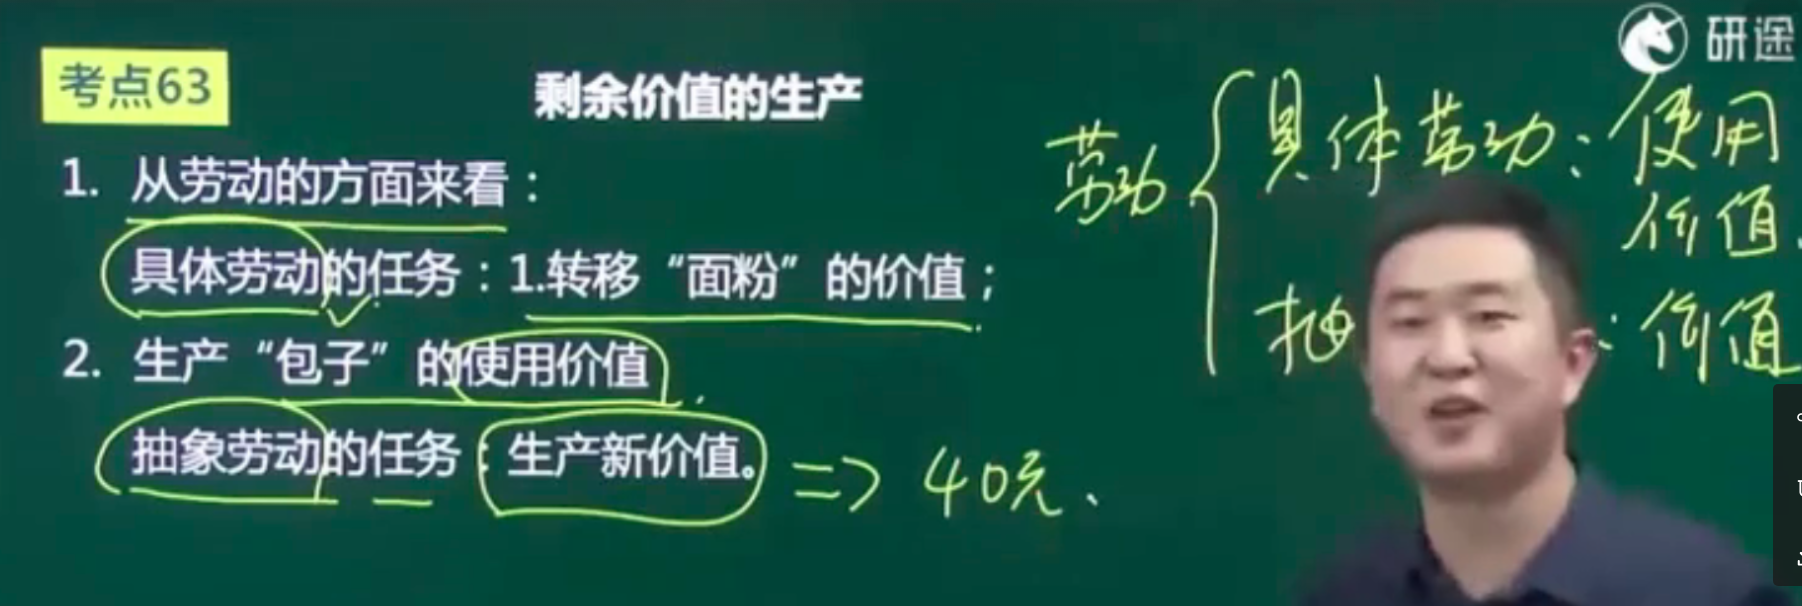 研途
考点63
剩余价值的生产
1. 从劳动的方面来看：
具体劳动的任务：1.转移“面粉”的价值；
2. 生产“包子”的使用价值
抽象劳动的任务：生产新价值。=> 40元、
劳动{具体劳动：使用
价值.
抽
：价值